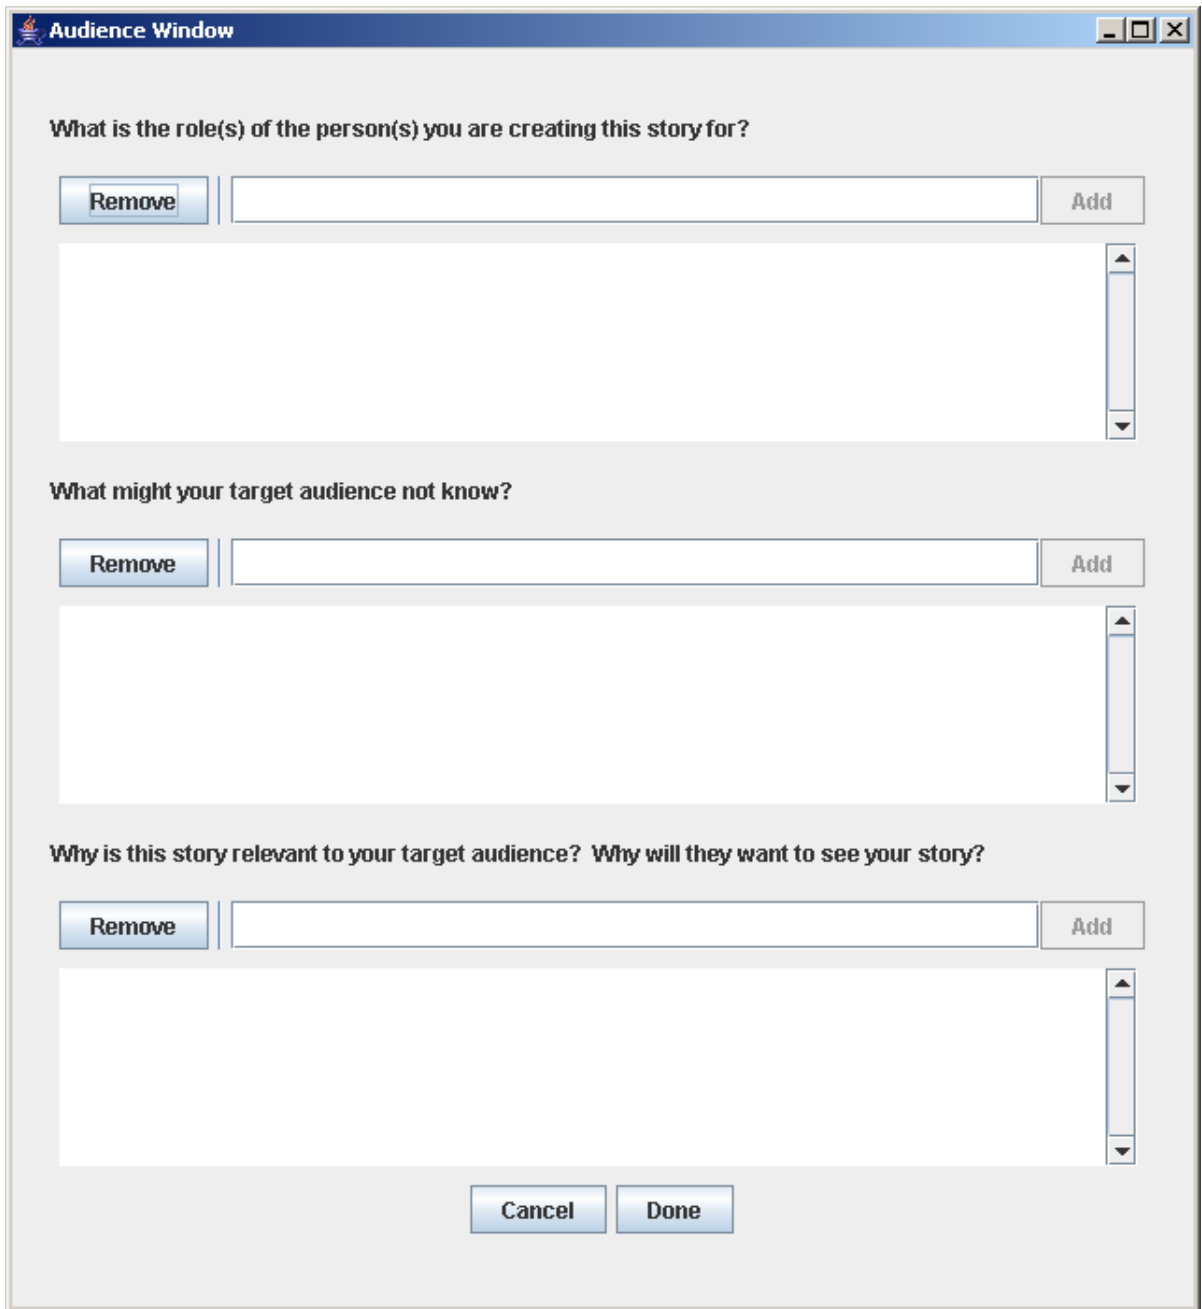 Audience Window
What is the role(s) of the person(s) you are creating this story for?
Remove Add
What might your target audience not know?
Remove Add
Why is this story relevant to your target audience?  Why will they want to see your story?
Remove Add
Cancel Done